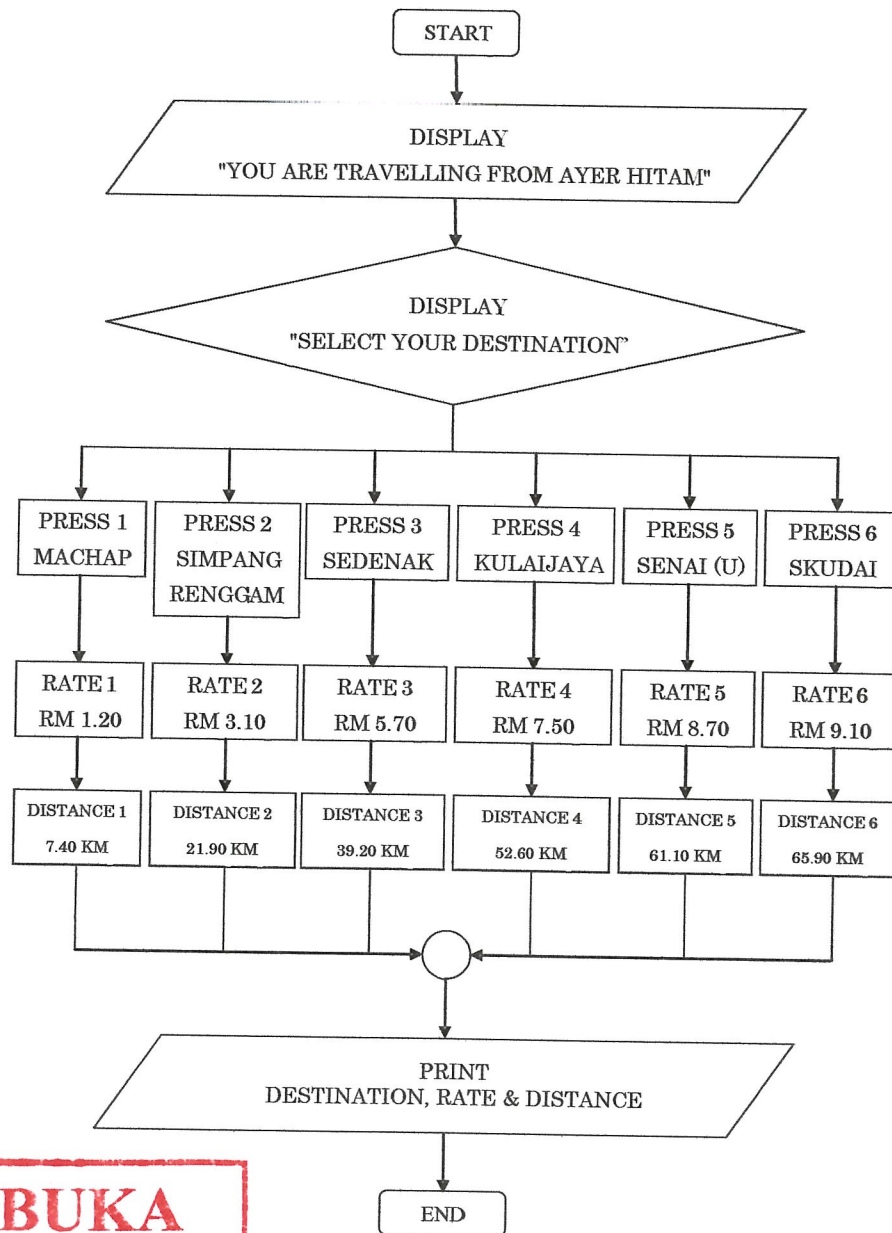 START
DISPLAY
"YOU ARE TRAVELLING FROM AYER HITAM"
DISPLAY
"SELECT YOUR DESTINATION"
PRESS 1
MACHAP
PRESS 2
SIMPANG
RENGGAM
PRESS 3
SEDENAK
PRESS 4
KULAIJAYA
PRESS 5
SENAI (U)
PRESS 6
SKUDAI
RATE 1
RM 1.20
RATE 2
RM 3.10
RATE 3
RM 5.70
RATE 4
RM 7.50
RATE 5
RM 8.70
RATE 6
RM 9.10
DISTANCE 1
7.40 KM
DISTANCE 2
21.90 KM
DISTANCE 3
39.20 KM
DISTANCE 4
52.60 KM
DISTANCE 5
61.10 KM
DISTANCE 6
65.90 KM
PRINT
DESTINATION, RATE & DISTANCE
BUKA
END